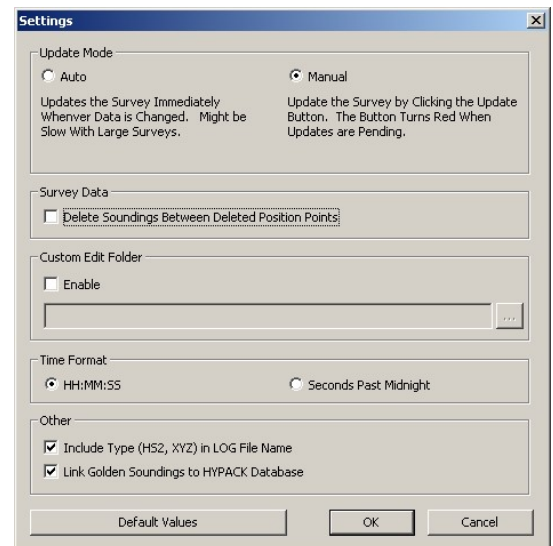 Settings
Update Mode
Auto
Manual
Updates the Survey Immediately
Whenver Data is Changed. Might be
Slow With Large Surveys.
Update the Survey by Clicking the Update
Button. The Button Turns Red When
Updates are Pending.
Survey Data
Delete Soundings Between Deleted Position Points
Custom Edit Folder
Enable
...
Time Format
HH:MM:SS
Seconds Past Midnight
Other
Include Type (HS2, XYZ) in LOG File Name
Link Golden Soundings to HYPACK Database
Default Values
OK
Cancel